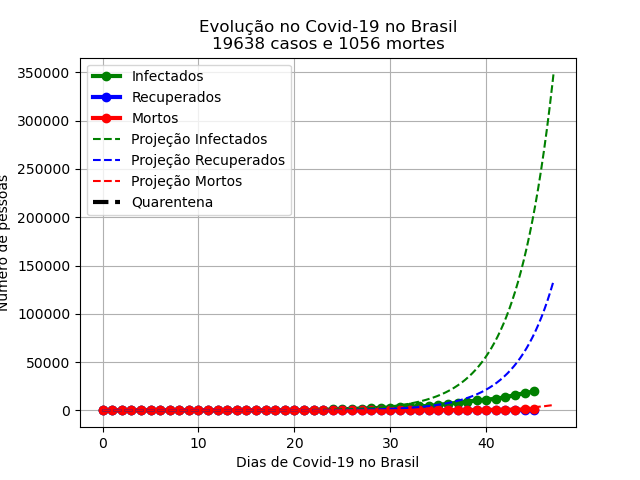 Evolução no Covid-19 no Brasil
19638 casos e 1056 mortes
350000
300000
250000
200000
150000
100000
50000
0
Número de pessoas
Infectados
Recuperados
Mortos
Projeção Infectados
Projeção Recuperados
Projeção Mortos
Quarentena
0 10 20 30 40
Dias de Covid-19 no Brasil